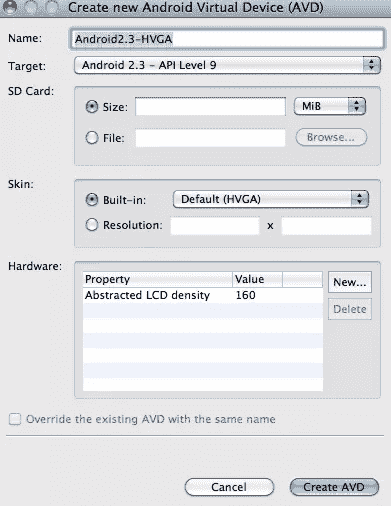 Create new Android Virtual Device (AVD)
Name: Android2.3-HVGA
Target: Android 2.3 - API Level 9
SD Card:
Size: MiB
File: Browse...
Skin:
Built-in: Default (HVGA)
Resolution: x
Hardware:
Property Value New...
Abstracted LCD density 160
Delete
Override the existing AVD with the same name
Cancel Create AVD